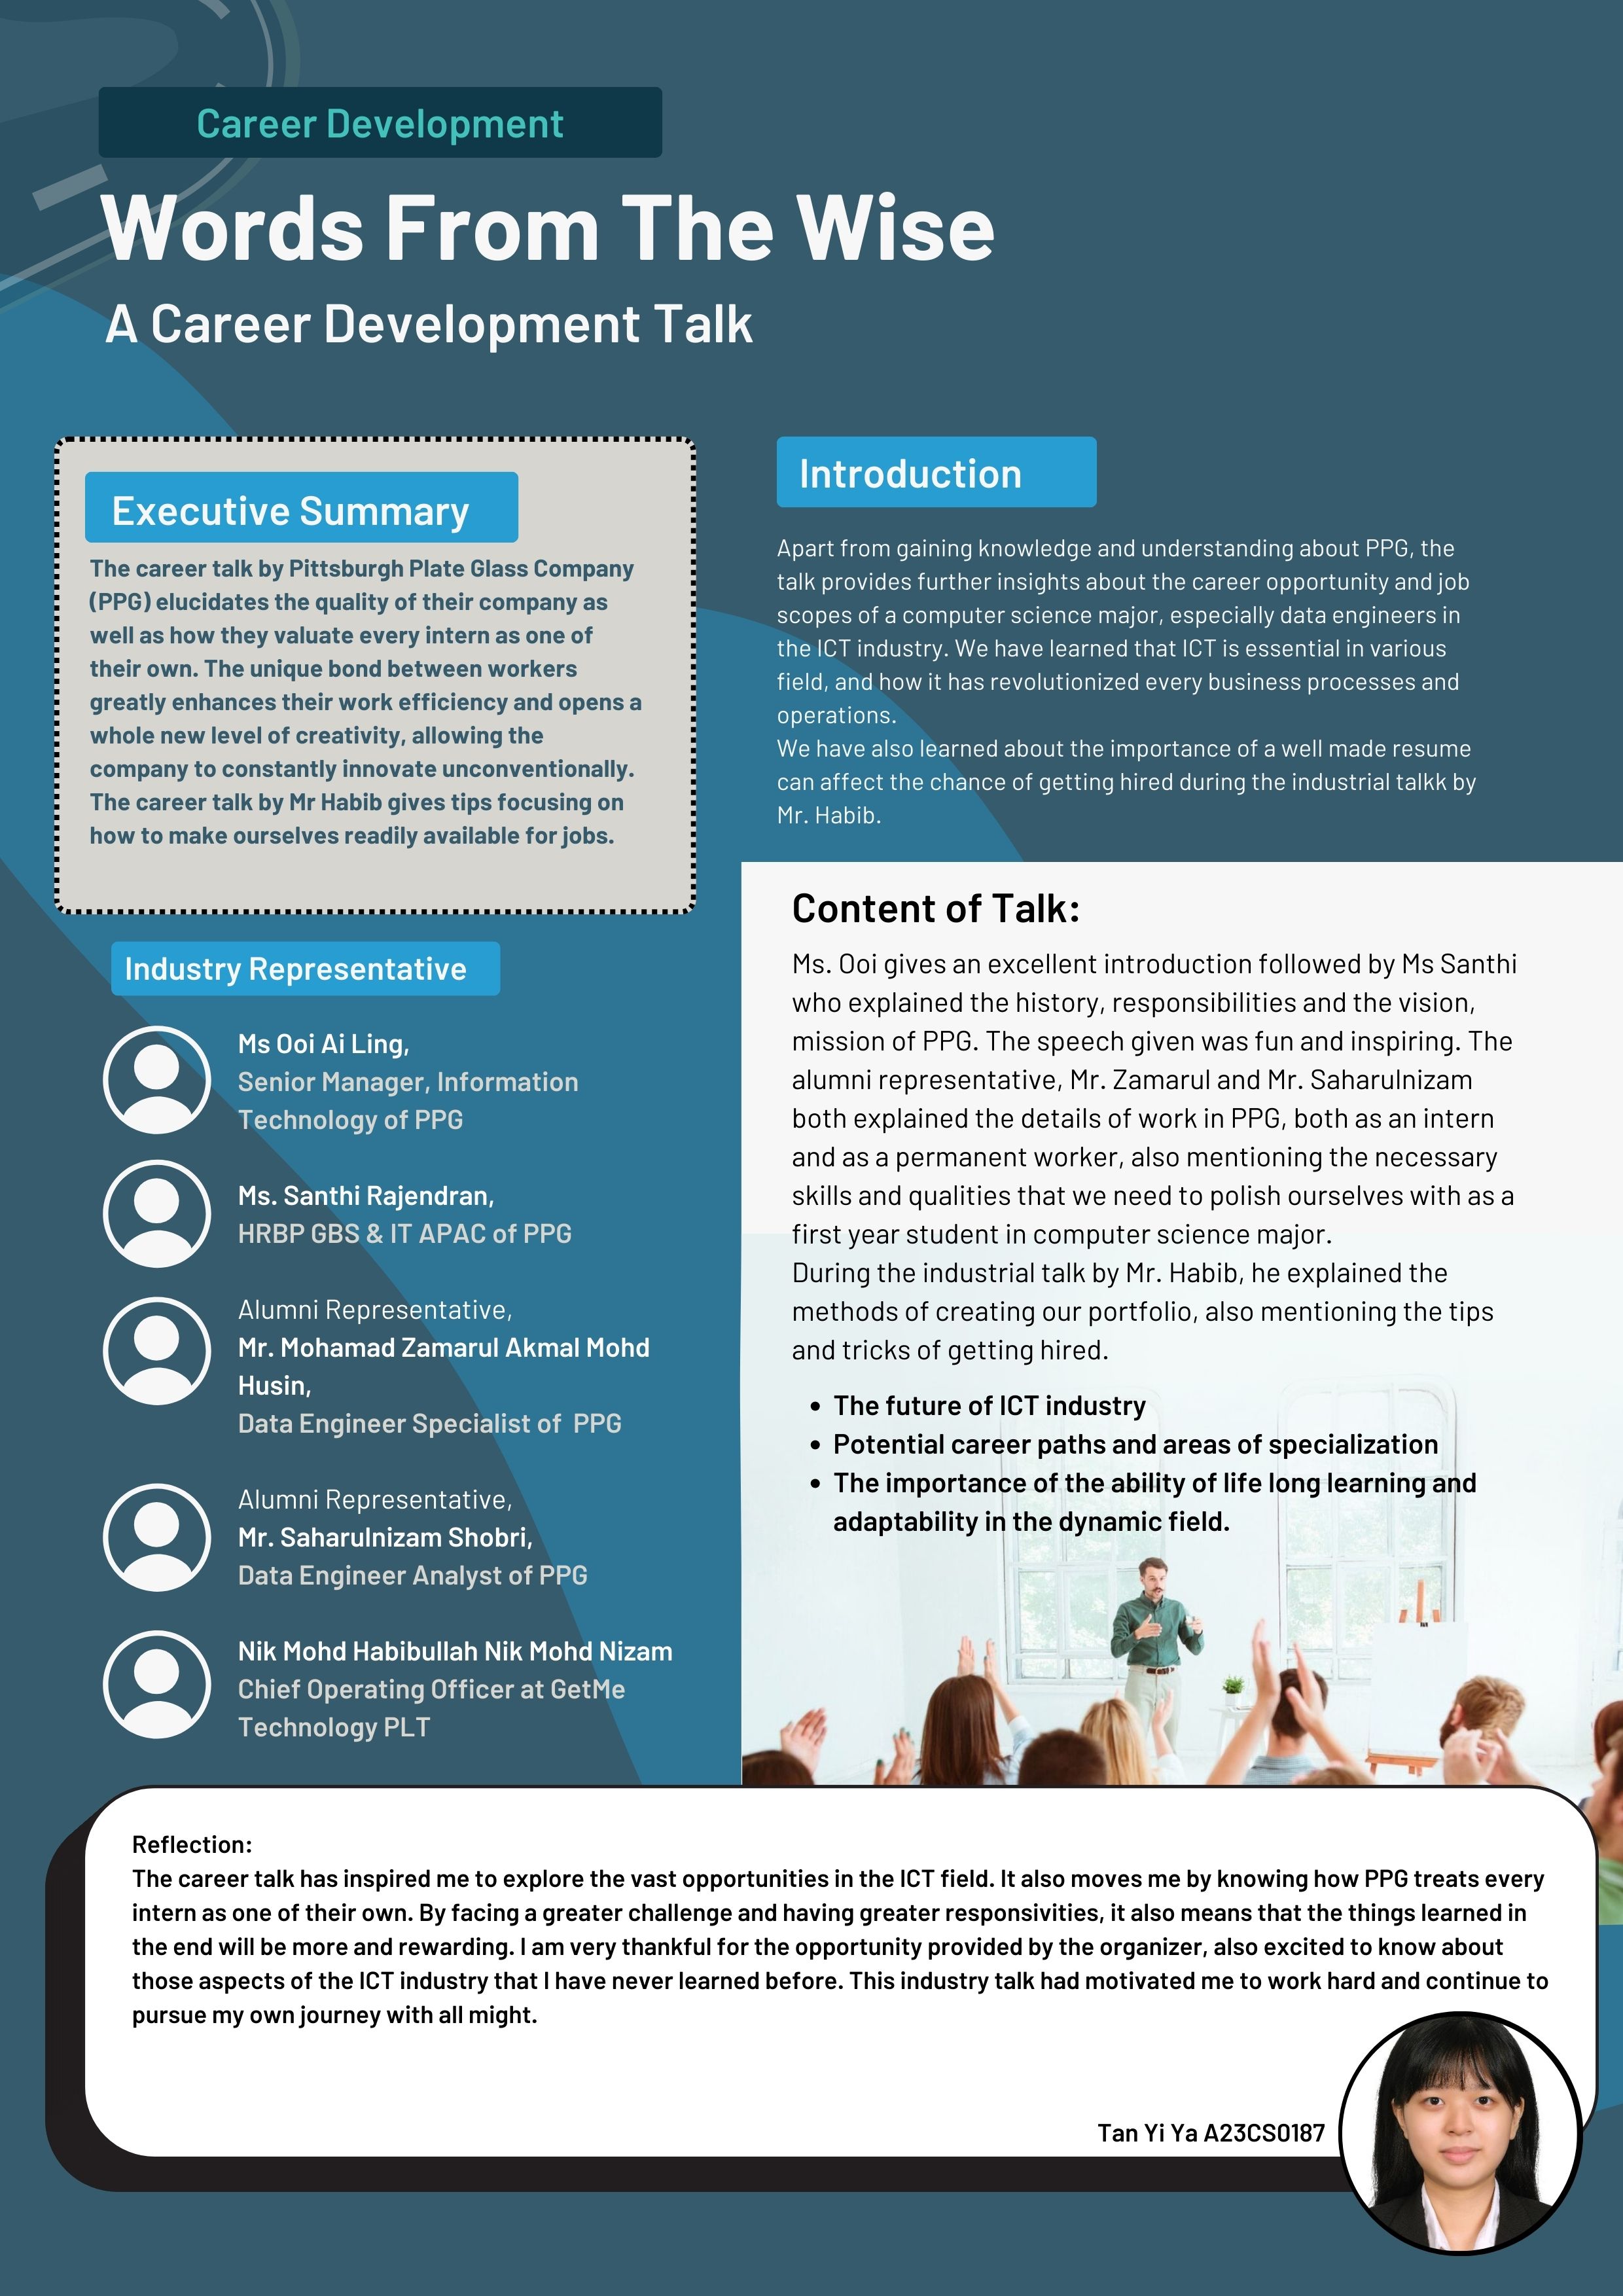 Career Development
Words From The Wise
A Career Development Talk
Executive Summary
The career talk by Pittsburgh Plate Glass Company
(PPG) elucidates the quality of their company as
well as how they valuate every intern as one of
their own. The unique bond between workers
greatly enhances their work efficiency and opens a
whole new level of creativity, allowing the
company to constantly innovate unconventionally.
The career talk by Mr Habib gives tips focusing on
how to make ourselves readily available for jobs.
Introduction
Apart from gaining knowledge and understanding about PPG, the
talk provides further insights about the career opportunity and job
scopes of a computer science major, especially data engineers in
the ICT industry. We have learned that ICT is essential in various
field, and how it has revolutionized every business processes and
operations.
We have also learned about the importance of a well made resume
can affect the chance of getting hired during the industrial talkk by
Mr. Habib.
Industry Representative
Ms Ooi Ai Ling,
Senior Manager, Information
Technology of PPG
Ms. Santhi Rajendran,
HRBP GBS & IT APAC of PPG
Alumni Representative,
Mr. Mohamad Zamarul Akmal Mohd
Husin,
Data Engineer Specialist of  PPG
Alumni Representative,
Mr. Saharulnizam Shobri,
Data Engineer Analyst of PPG
Nik Mohd Habibullah Nik Mohd Nizam
Chief Operating Officer at GetMe
Technology PLT
Content of Talk:
Ms. Ooi gives an excellent introduction followed by Ms Santhi
who explained the history, responsibilities and the vision,
mission of PPG. The speech given was fun and inspiring. The
alumni representative, Mr. Zamarul and Mr. Saharulnizam
both explained the details of work in PPG, both as an intern
and as a permanent worker, also mentioning the necessary
skills and qualities that we need to polish ourselves with as a
first year student in computer science major.
During the industrial talk by Mr. Habib, he explained the
methods of creating our portfolio, also mentioning the tips
and tricks of getting hired.
• The future of ICT industry
• Potential career paths and areas of specialization
• The importance of the ability of life long learning and
adaptability in the dynamic field.
Reflection:
The career talk has inspired me to explore the vast opportunities in the ICT field. It also moves me by knowing how PPG treats every
intern as one of their own. By facing a greater challenge and having greater responsivities, it also means that the things learned in
the end will be more and rewarding. I am very thankful for the opportunity provided by the organizer, also excited to know about
those aspects of the ICT industry that I have never learned before. This industry talk had motivated me to work hard and continue to
pursue my own journey with all might.
Tan Yi Ya A23CS0187